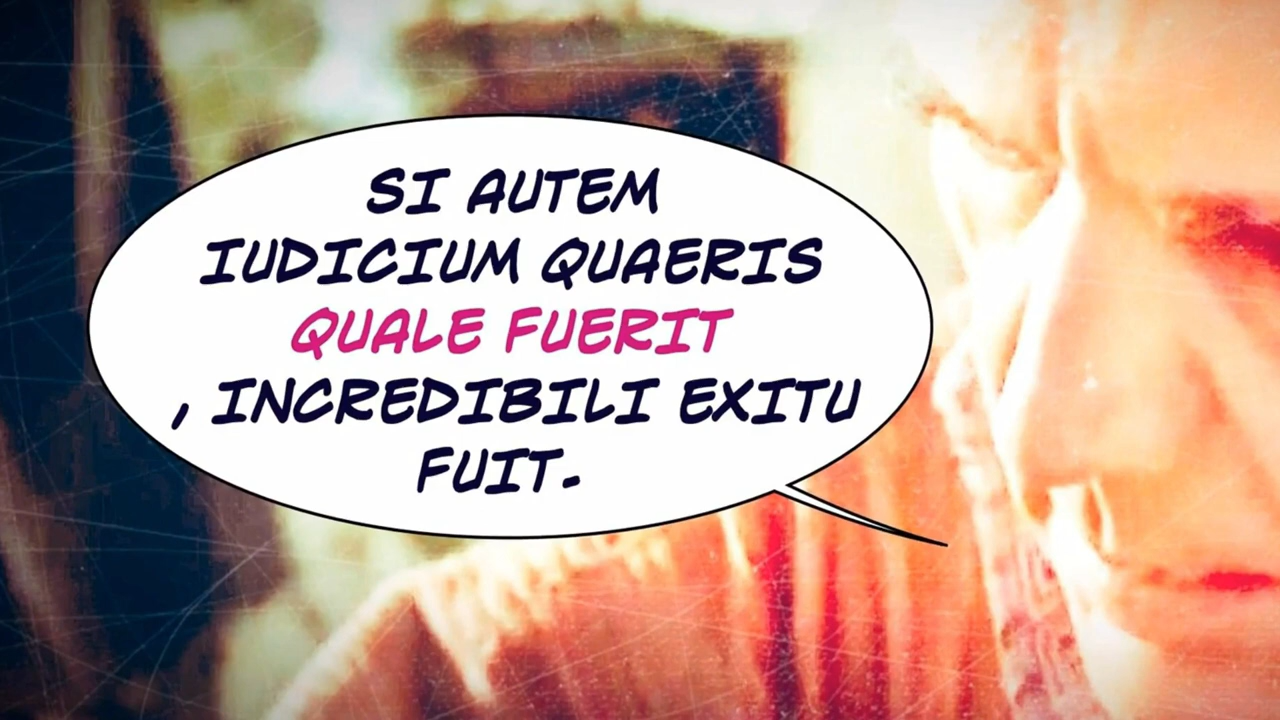 SI AUTEM
IUDICIUM QUAERIS
QUALE FUERIT
, INCREDIBILI EXITU
FUIT.